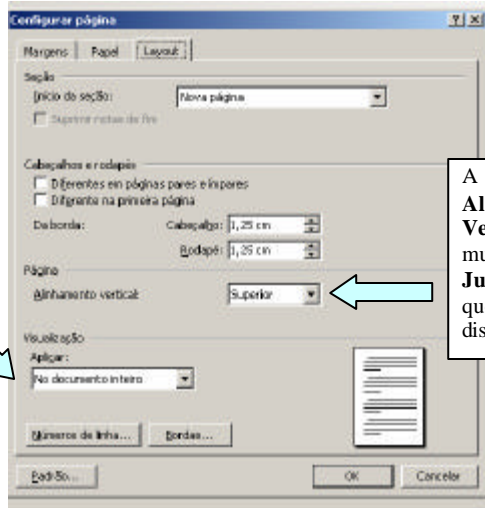 Configurar página
Margens Papel Layout
Seção
Início da seção: Nova página
Suprimir notas de fim
Cabeçalhos e rodapés
Diferentes em páginas pares e ímpares
Diferente na primeira página
Da borda: Cabeçalho: 1,25 cm
Rodapé: 1,25 cm
Página
Alinhamento vertical: Superior
Visualização
Aplicar:
No documento inteiro
Números de linha... Bordas...
Padrão... OK Cancelar
A
Al
Ve
mu
Ju
qu
dis